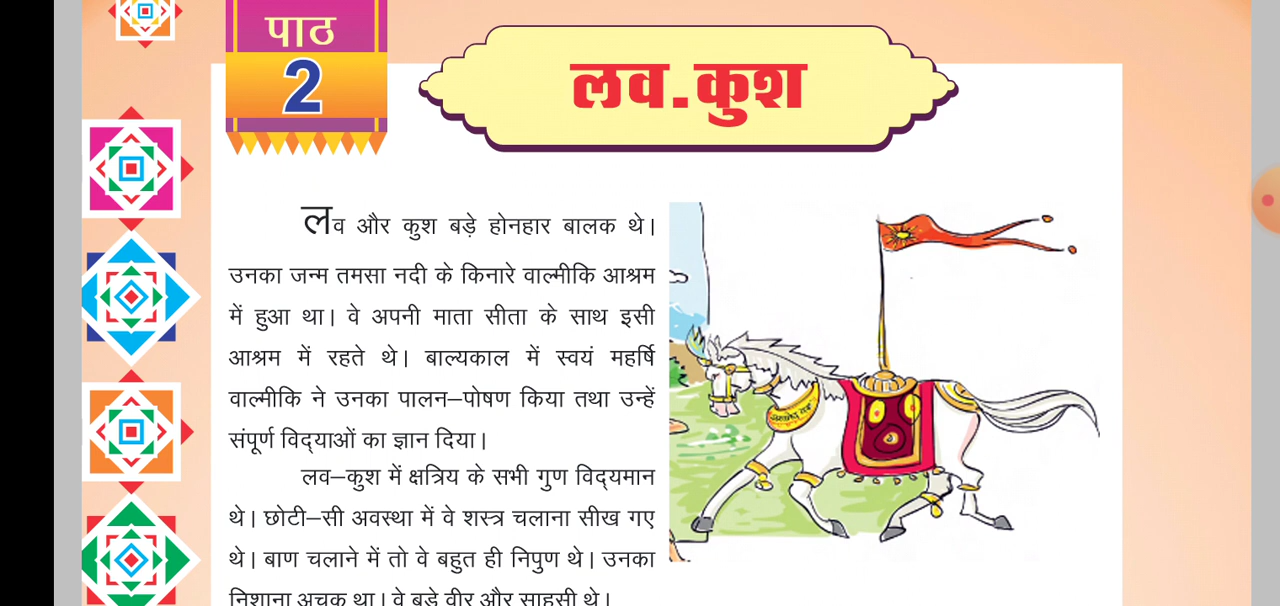 पाठ
2
लव.कुश
लव और कुश बड़े होनहार बालक थे।
उनका जन्म तमसा नदी के किनारे वाल्मीकि आश्रम
में हुआ था। वे अपनी माता सीता के साथ इसी
आश्रम में रहते थे। बाल्यकाल में स्वयं महर्षि
वाल्मीकि ने उनका पालन–पोषण किया तथा उन्हें
संपूर्ण विद्‌याओं का ज्ञान दिया।
लव–कुश में क्षत्रिय के सभी गुण विद्‌यमान
थे। छोटी–सी अवस्था में वे शस्त्र चलाना सीख गए
थे। बाण चलाने में तो वे बहुत ही निपुण थे। उनका
निशाना अचूक था। वे बड़े वीर और साहसी थे।